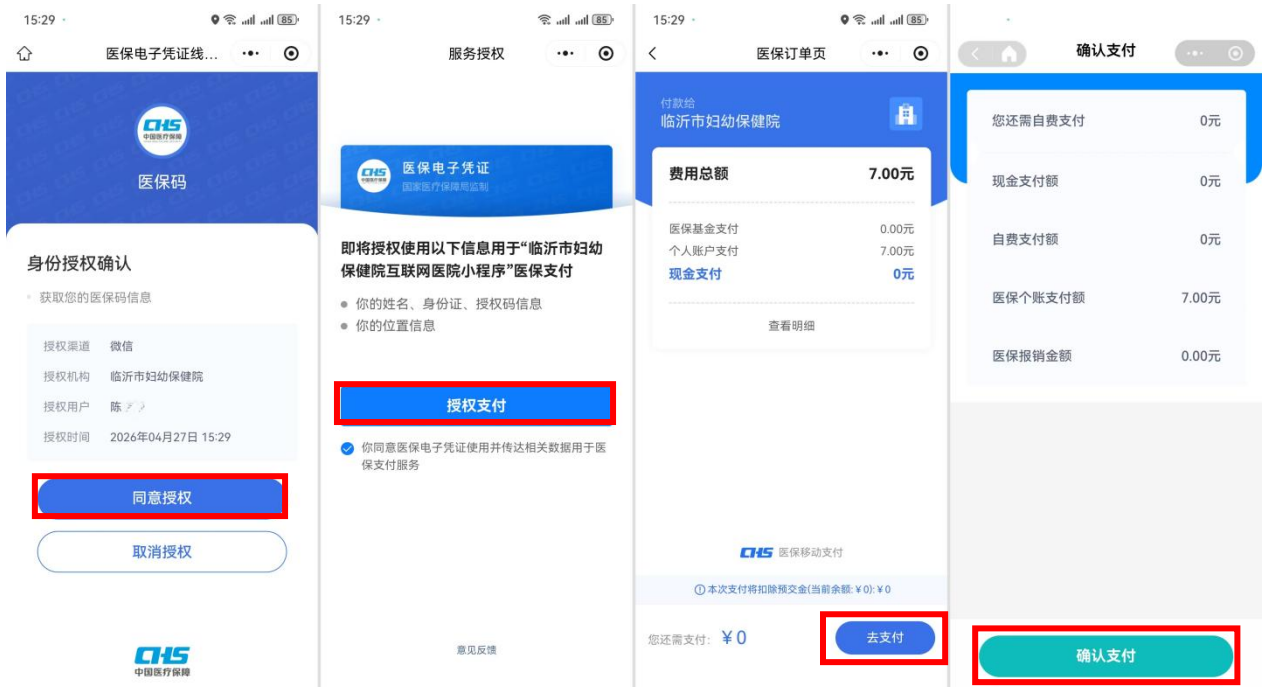 15:29
85
医保电子凭证线...
CHS
中国医疗保障
医保码
身份授权确认
获取您的医保码信息
授权渠道 微信
授权机构 临沂市妇幼保健院
授权用户 陈
授权时间 2026年04月27日 15:29
同意授权
取消授权
CHS
中国医疗保障
15:29
85
服务授权
CHS
中国医疗保障
医保电子凭证
国家医疗保障局监制
即将授权使用以下信息用于“临沂市妇幼
保健院互联网医院小程序”医保支付
你的姓名、身份证、授权码信息
你的位置信息
授权支付
你同意医保电子凭证使用并传达相关数据用于医
保支付服务
意见反馈
15:29
85
医保订单页
付款给
临沂市妇幼保健院
费用总额 7.00元
医保基金支付 0.00元
个人账户支付 7.00元
现金支付 0元
查看明细
CHS 医保移动支付
本次支付将扣除预交金(当前余额:¥0):¥0
您还需支付: ¥0
去支付
确认支付
您还需自费支付 0元
现金支付额 0元
自费支付额 0元
医保个账支付额 7.00元
医保报销金额 0.00元
确认支付